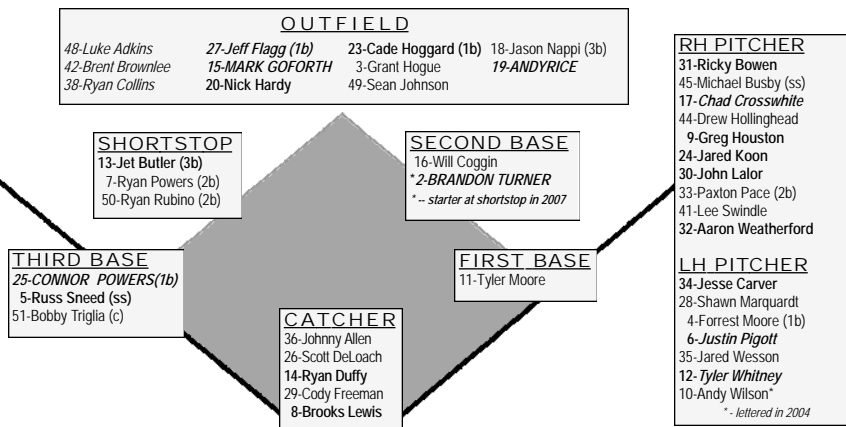 OUTFIELD
48-Luke Adkins 27-Jeff Flagg (1b) 23-Cade Hoggard (1b) 18-Jason Nappi (3b)
42-Brent Brownlee 15-MARK GOFORTH 3-Grant Hogue 19-ANDYRICE
38-Ryan Collins 20-Nick Hardy 49-Sean Johnson
SHORTSTOP
13-Jet Butler (3b)
7-Ryan Powers (2b)
50-Ryan Rubino (2b)
SECOND BASE
16-Will Coggin
*2-BRANDON TURNER
* -- starter at shortstop in 2007
THIRD BASE
25-CONNOR POWERS(1b)
5-Russ Sneed (ss)
51-Bobby Triglia (c)
FIRST BASE
11-Tyler Moore
CATCHER
36-Johnny Allen
26-Scott DeLoach
14-Ryan Duffy
29-Cody Freeman
8-Brooks Lewis
RH PITCHER
31-Ricky Bowen
45-Michael Busby (ss)
17-Chad Crosswhite
44-Drew Hollinghead
9-Greg Houston
24-Jared Koon
30-John Lalor
33-Paxton Pace (2b)
41-Lee Swindle
32-Aaron Weatherford
LH PITCHER
34-Jesse Carver
28-Shawn Marquardt
4-Forrest Moore (1b)
6-Justin Pigott
35-Jared Wesson
12-Tyler Whitney
10-Andy Wilson*
* - lettered in 2004